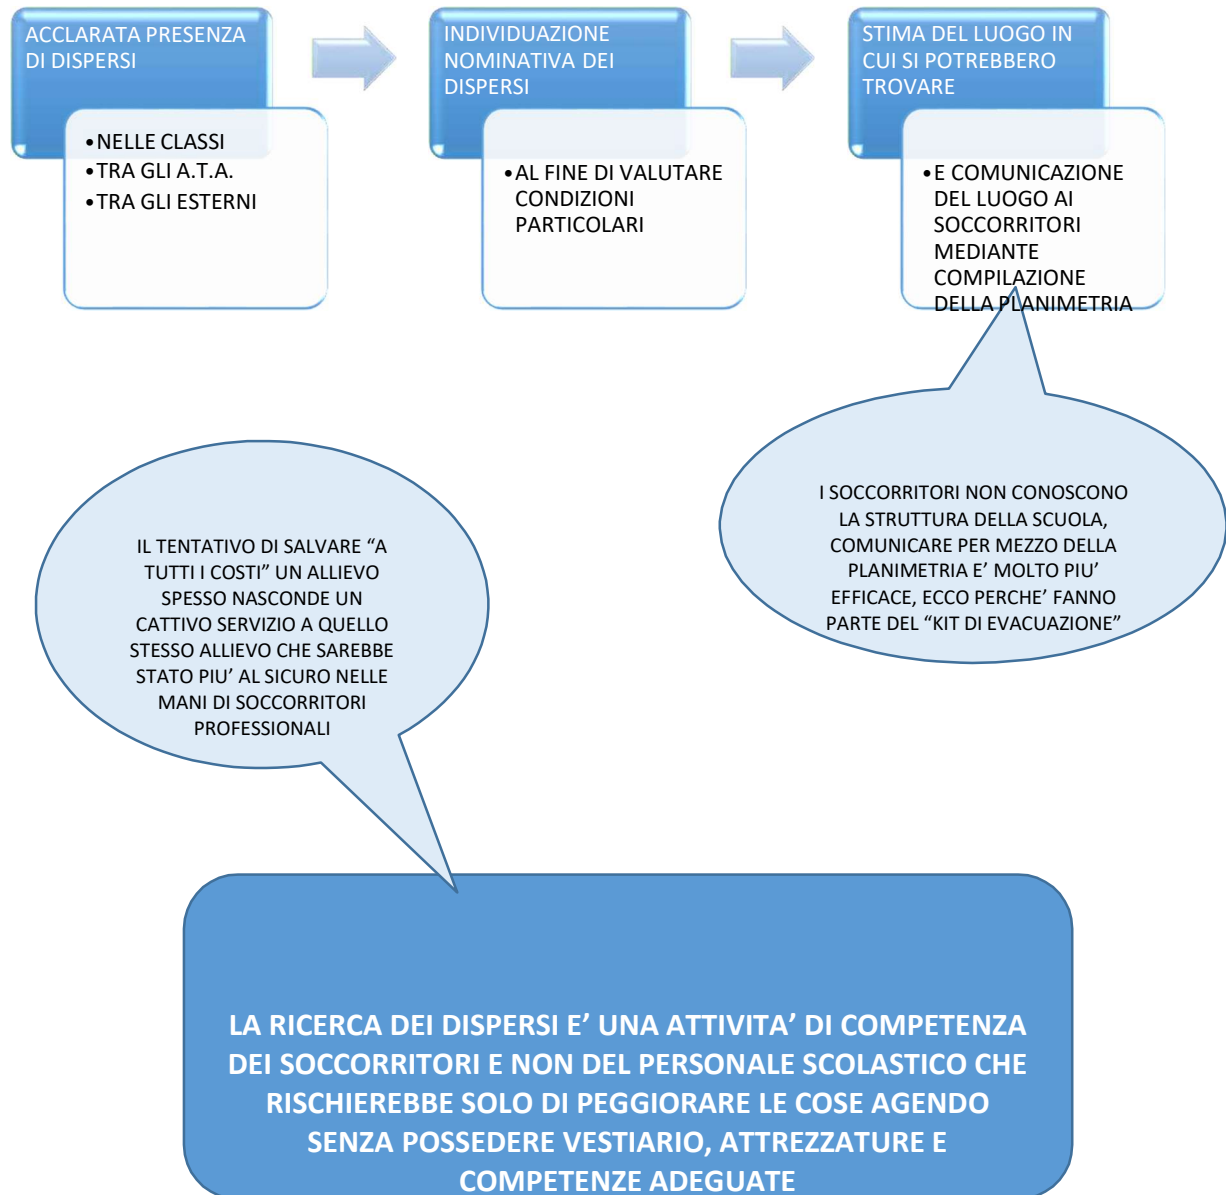 ACCLARATA PRESENZA
DI DISPERSI
•NELLE CLASSI
•TRA GLI A.T.A.
•TRA GLI ESTERNI
INDIVIDUAZIONE
NOMINATIVA DEI
DISPERSI
•AL FINE DI VALUTARE
CONDIZIONI
PARTICOLARI
STIMA DEL LUOGO IN
CUI SI POTREBBERO
TROVARE
•E COMUNICAZIONE
DEL LUOGO AI
SOCCORRITORI
MEDIANTE
COMPILAZIONE
DELLA PLANIMETRIA
I SOCCORRITORI NON CONOSCONO
LA STRUTTURA DELLA SCUOLA,
COMUNICARE PER MEZZO DELLA
PLANIMETRIA E’ MOLTO PIU’
EFFICACE, ECCO PERCHE’ FANNO
PARTE DEL “KIT DI EVACUAZIONE”
IL TENTATIVO DI SALVARE “A
TUTTI I COSTI” UN ALLIEVO
SPESSO NASCONDE UN
CATTIVO SERVIZIO A QUELLO
STESSO ALLIEVO CHE SAREBBE
STATO PIU’ AL SICURO NELLE
MANI DI SOCCORRITORI
PROFESSIONALI
LA RICERCA DEI DISPERSI E’ UNA ATTIVITA’ DI COMPETENZA
DEI SOCCORRITORI E NON DEL PERSONALE SCOLASTICO CHE
RISCHIEREBBE SOLO DI PEGGIORARE LE COSE AGENDO
SENZA POSSEDERE VESTIARIO, ATTREZZATURE E
COMPETENZE ADEGUATE